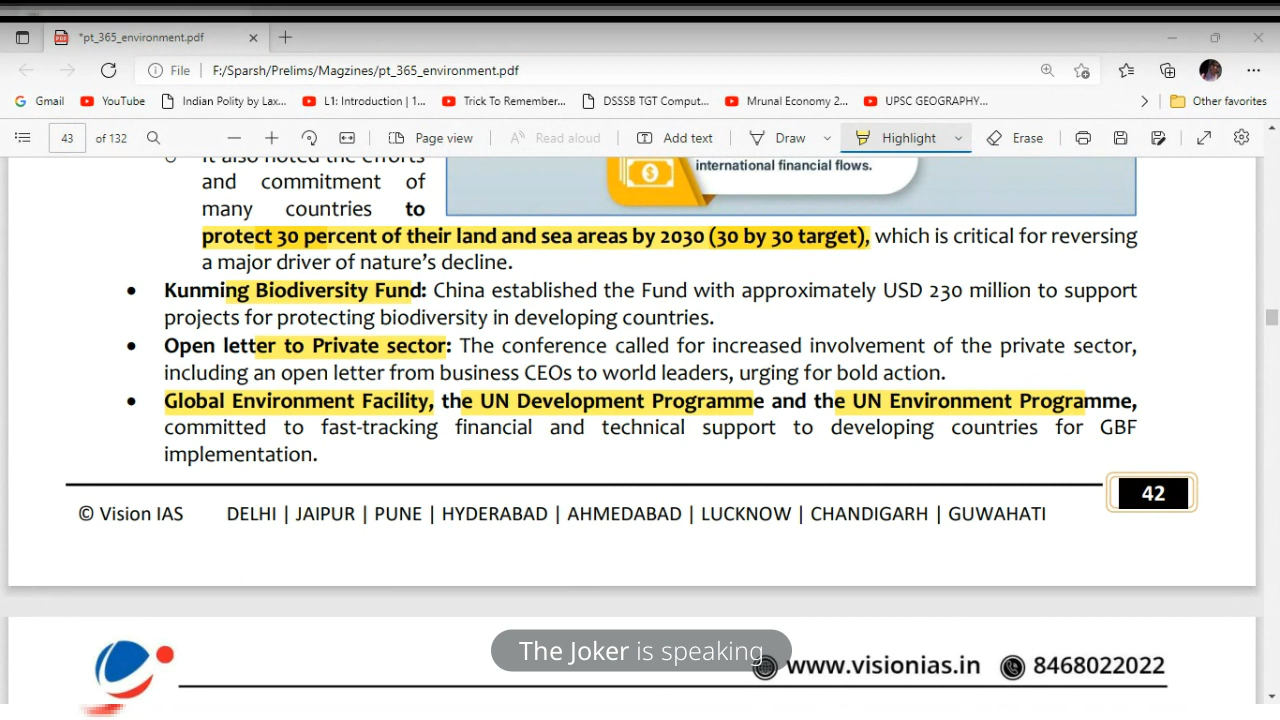 *pt_365_environment.pdf
File F:/Sparsh/Prelims/Magzines/pt_365_environment.pdf
Gmail YouTube Indian Polity by Lax... L1: Introduction | 1... Trick To Remember... DSSSB TGT Comput... Mrunal Economy 2... UPSC GEOGRAPHY... Other favorites
43 of 132 Page view Read aloud Add text Draw Highlight Erase
It also noted the efforts
and commitment of
many countries to
international financial flows.
protect 30 percent of their land and sea areas by 2030 (30 by 30 target), which is critical for reversing
a major driver of nature's decline.
• Kunming Biodiversity Fund: China established the Fund with approximately USD 230 million to support
projects for protecting biodiversity in developing countries.
• Open letter to Private sector: The conference called for increased involvement of the private sector,
including an open letter from business CEOs to world leaders, urging for bold action.
• Global Environment Facility, the UN Development Programme and the UN Environment Programme,
committed to fast-tracking financial and technical support to developing countries for GBF
implementation.
42
© Vision IAS DELHI | JAIPUR | PUNE | HYDERABAD | AHMEDABAD | LUCKNOW | CHANDIGARH | GUWAHATI
The Joker is speaking
www.visionias.in 8468022022